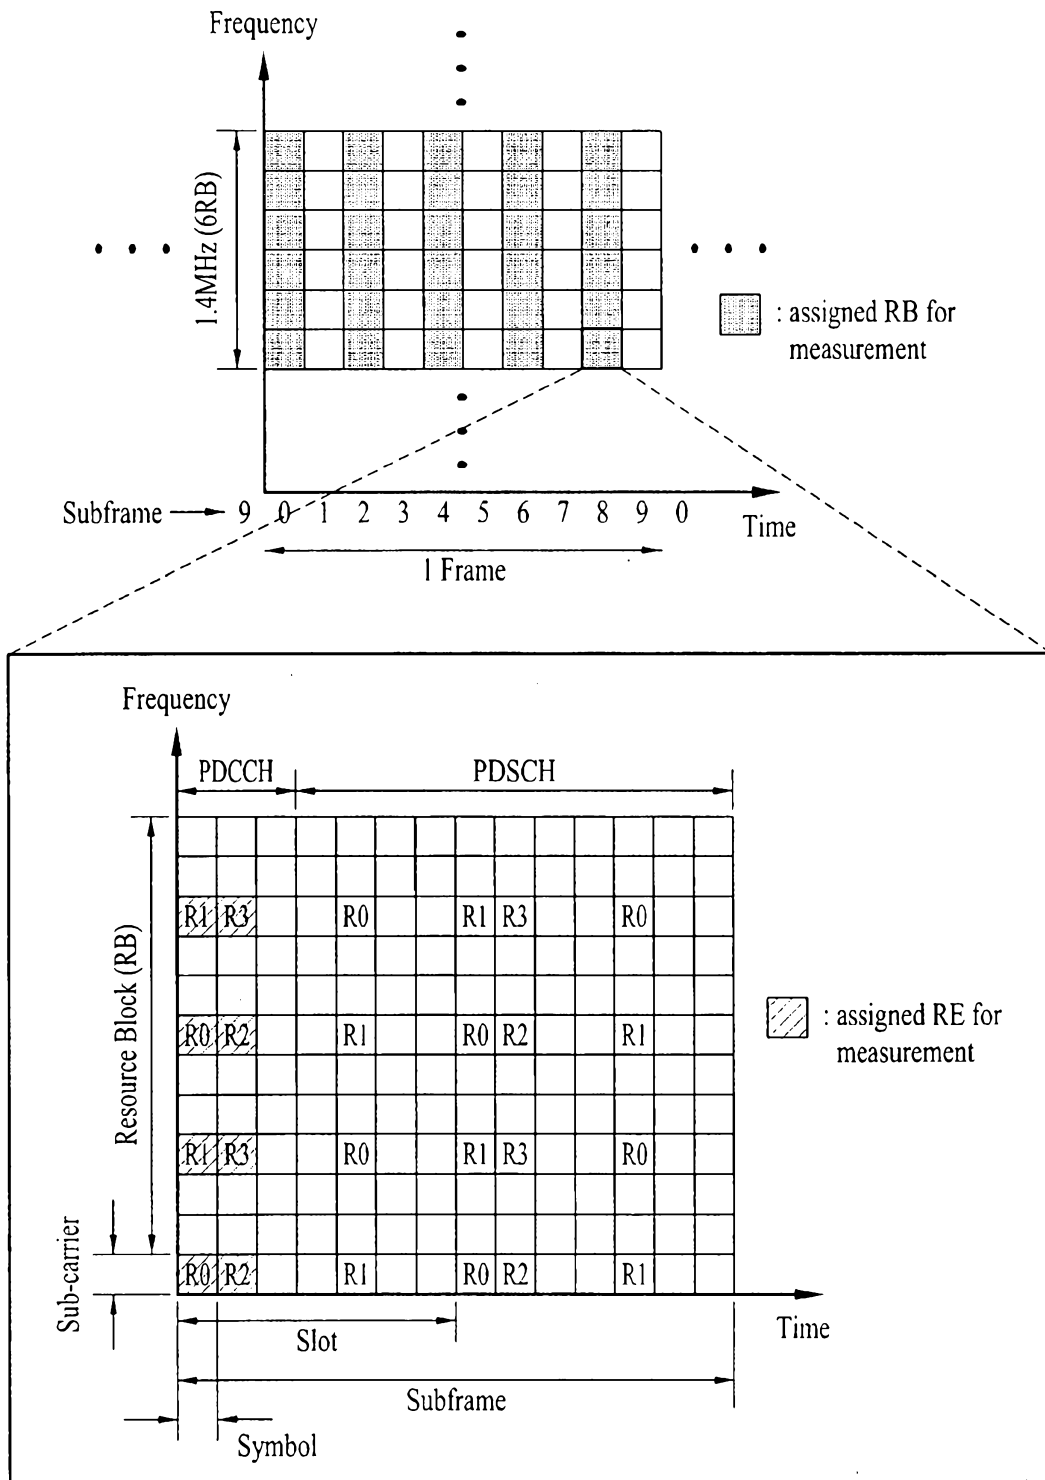 Frequency
1.4MHz (6RB)
: assigned RB for
measurement
Subframe
9 0 1 2 3 4 5 6 7 8 9 0
Time
1 Frame
Frequency
PDCCH
PDSCH
R1 R3 R0 R1 R3 R0
R0 R2 R1 R0 R2 R1
Resource Block (RB)
: assigned RE for
measurement
R1 R3 R0 R1 R3 R0
R0 R2 R1 R0 R2 R1
Sub-carrier
Time
Slot
Subframe
Symbol